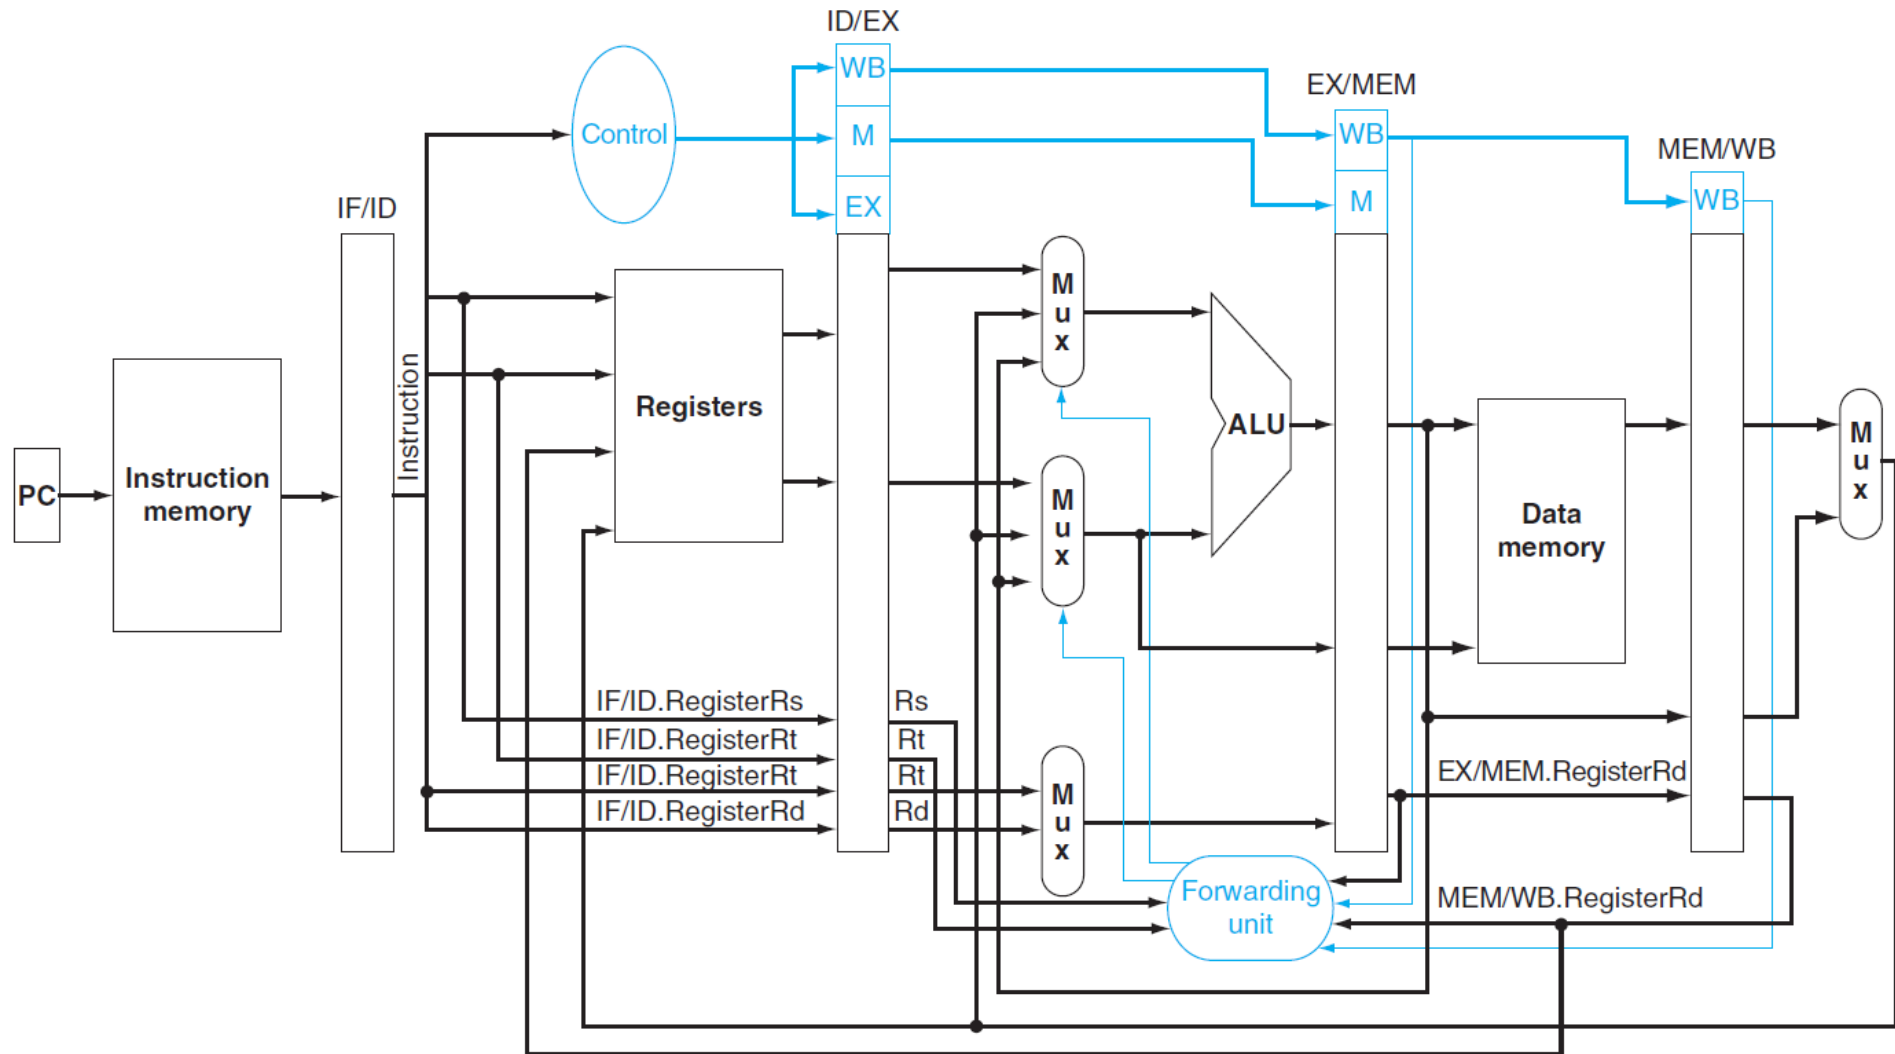 ID/EX
WB
EX/MEM
Control
M
WB
MEM/WB
IF/ID
EX
M
WB
M
u
x
Instruction
Registers
ALU
M
u
x
PC
Instruction
memory
M
u
x
Data
memory
IF/ID.RegisterRs
Rs
IF/ID.RegisterRt
Rt
IF/ID.RegisterRt
Rt
IF/ID.RegisterRd
Rd
M
u
x
EX/MEM.RegisterRd
Forwarding
unit
MEM/WB.RegisterRd